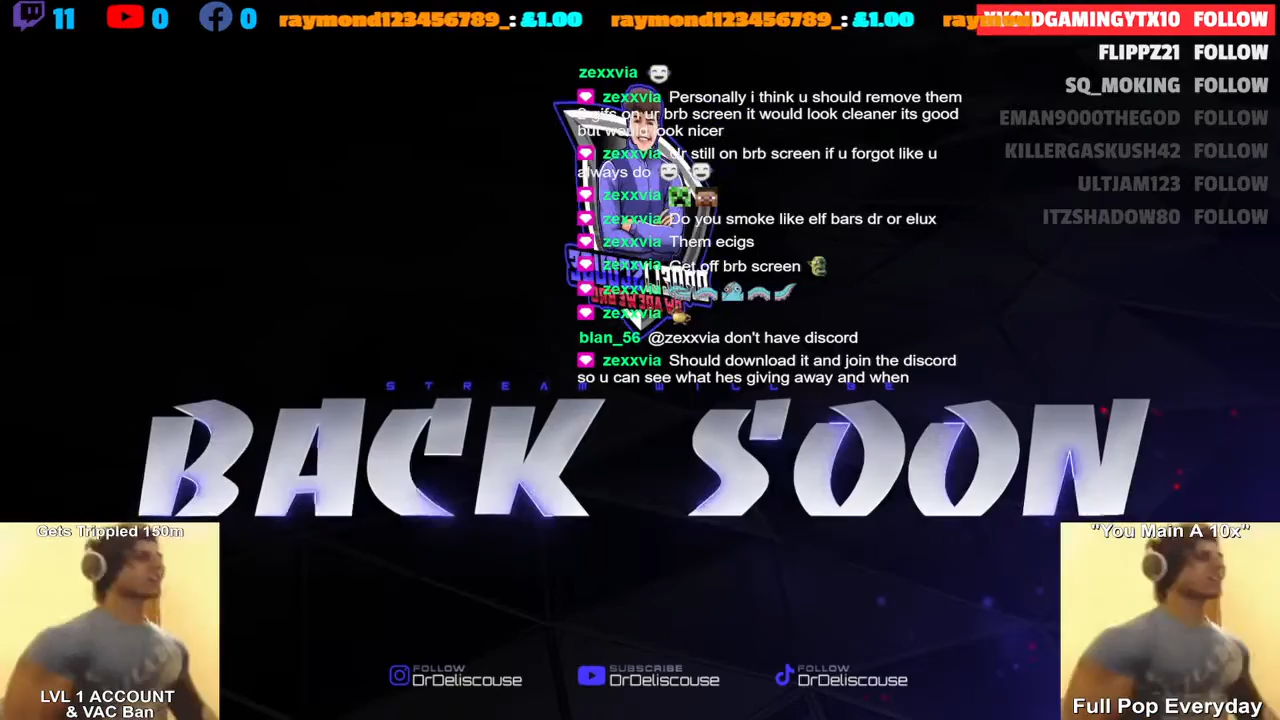 11 0 0 raymond123456789_: £1.00 raymond123456789_: £1.00
XVOIDGAMINGYTX10 FOLLOW
FLIPPZ21 FOLLOW
SQ_MOKING FOLLOW
EMAN9000THEGOD FOLLOW
KILLERGASKUSH42 FOLLOW
ULTJAM123 FOLLOW
ITZSHADOW80 FOLLOW
zexxvia
zexxvia Personally i think u should remove them
2 gifs on ur brb screen it would look cleaner its good
but would look nicer
zexxvia dr still on brb screen if u forgot like u
always do
zexxvia
zexxvia Do you smoke like elf bars dr or elux
zexxvia Them ecigs
zexxvia Get off brb screen
zexxvia
zexxvia
blan_56 @zexxvia don't have discord
zexxvia Should download it and join the discord
so u can see what hes giving away and when
STREAM WILL BE
BACK SOON
Gets Trippled 150m
LVL 1 ACCOUNT
& VAC Ban
"You Main A 10x"
Full Pop Everyday
FOLLOW
DrDeliscouse
SUBSCRIBE
DrDeliscouse
FOLLOW
DrDeliscouse